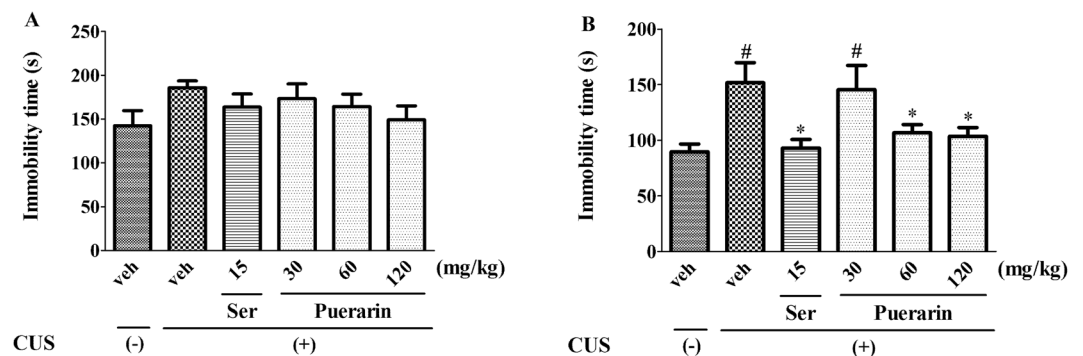 A
Immobility time (s)
250
200
150
100
50
0
veh veh 15 30 60 120 (mg/kg)
Ser Puerarin
CUS (-) (+)
B
Immobility time (s)
200
150
100
50
0
# * # * *
veh veh 15 30 60 120 (mg/kg)
Ser Puerarin
CUS (-) (+)